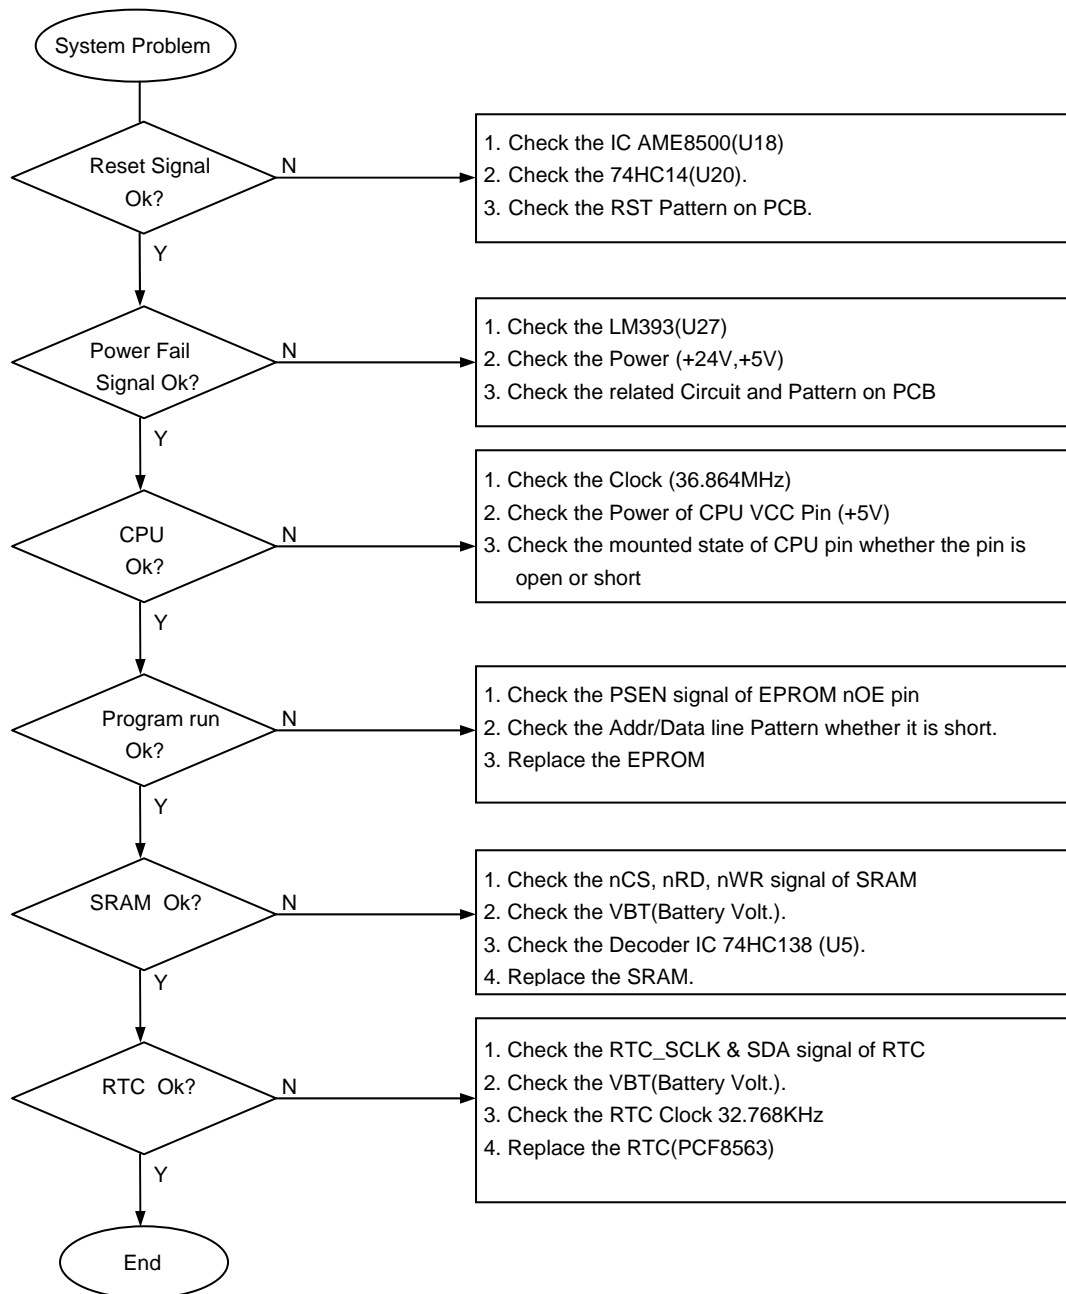 System Problem
Reset Signal
Ok?
N
1. Check the IC AME8500(U18)
2. Check the 74HC14(U20).
3. Check the RST Pattern on PCB.
Y
Power Fail
Signal Ok?
N
1. Check the LM393(U27)
2. Check the Power (+24V,+5V)
3. Check the related Circuit and Pattern on PCB
Y
CPU
Ok?
N
1. Check the Clock (36.864MHz)
2. Check the Power of CPU VCC Pin (+5V)
3. Check the mounted state of CPU pin whether the pin is
open or short
Y
Program run
Ok?
N
1. Check the PSEN signal of EPROM nOE pin
2. Check the Addr/Data line Pattern whether it is short.
3. Replace the EPROM
Y
SRAM Ok?
N
1. Check the nCS, nRD, nWR signal of SRAM
2. Check the VBT(Battery Volt.).
3. Check the Decoder IC 74HC138 (U5).
4. Replace the SRAM.
Y
RTC Ok?
N
1. Check the RTC_SCLK & SDA signal of RTC
2. Check the VBT(Battery Volt.).
3. Check the RTC Clock 32.768KHz
4. Replace the RTC(PCF8563)
Y
End